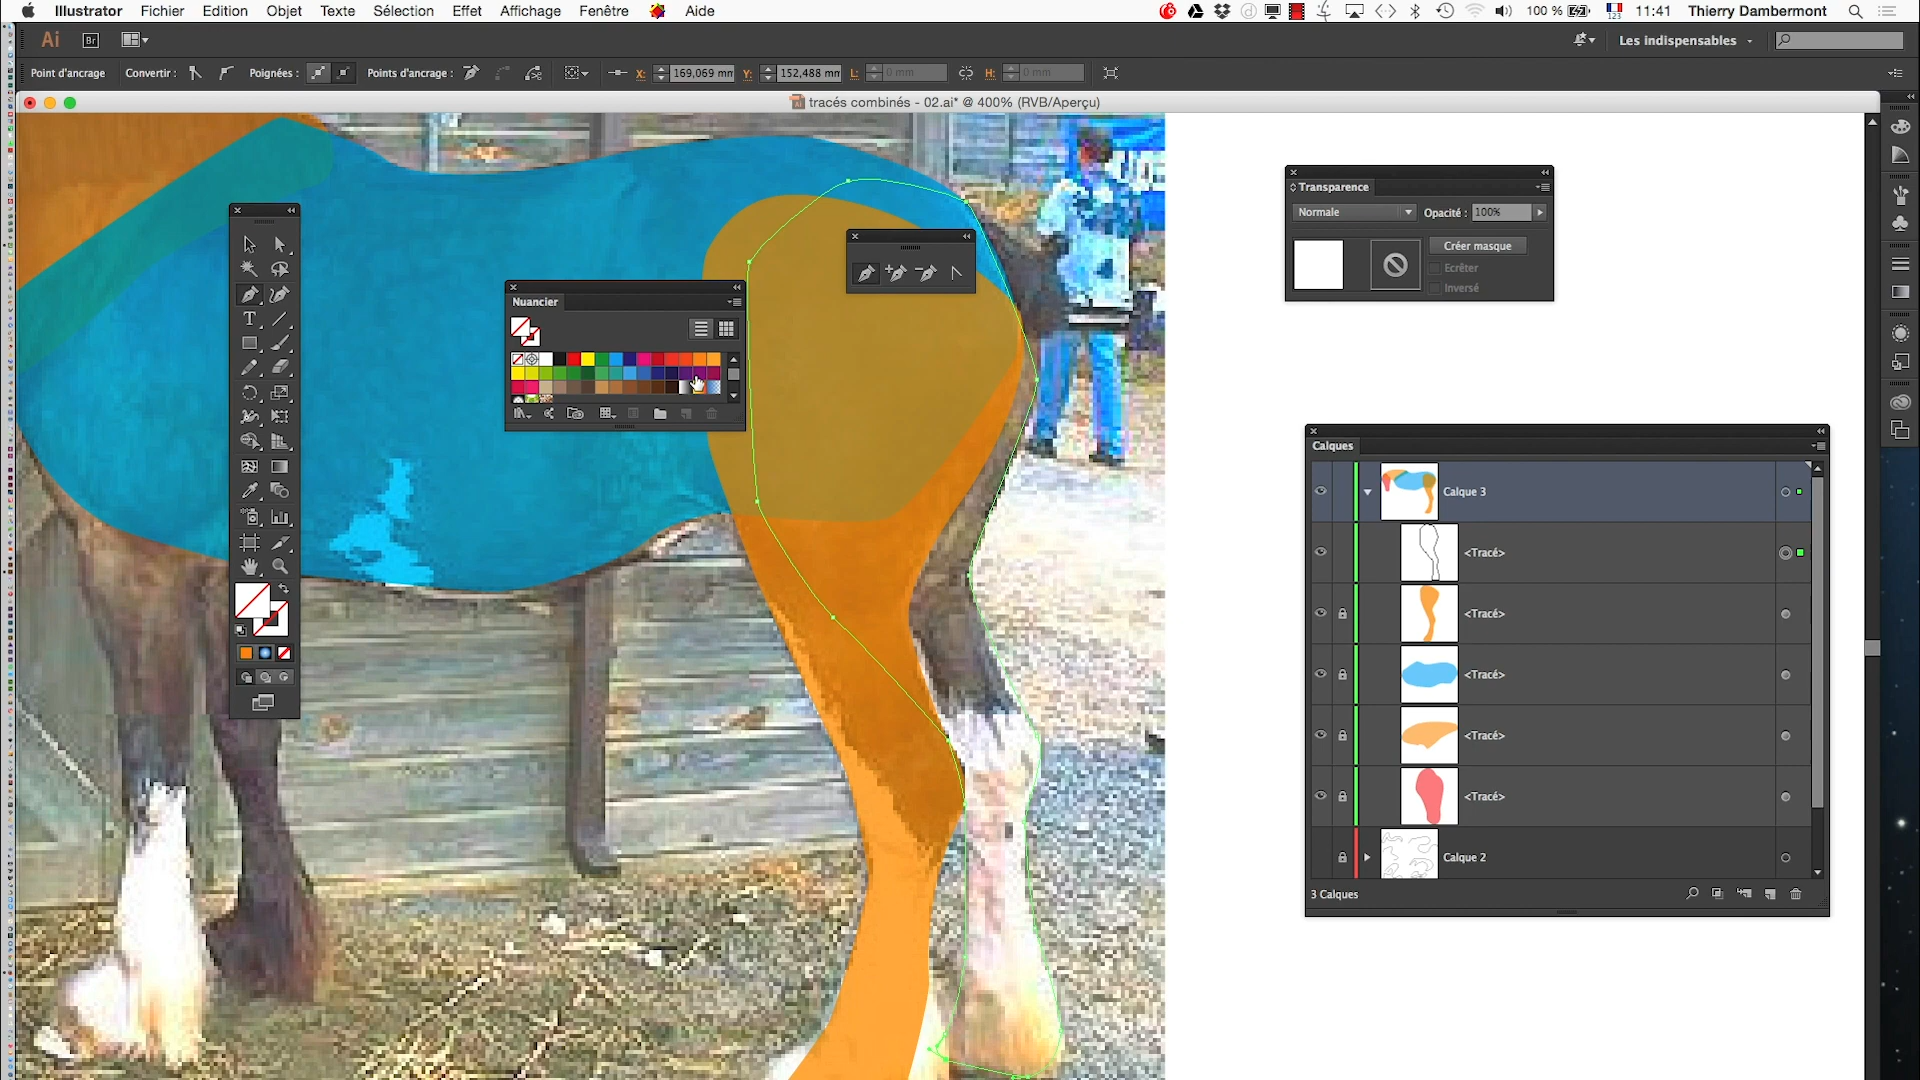 Illustrator Fichier Edition Objet Texte Sélection Effet Affichage Fenêtre Aide 100 % 11:41 Thierry Dambermont
Ai Br Les indispensables
Point d'ancrage Convertir : Poignées : Points d'ancrage : X: 169,069 mm Y: 152,488 mm L: 0 mm H: 0 mm
tracés combinés - 02.ai* @ 400% (RVB/Aperçu)
Transparence
Normale Opacité : 100%
Créer masque
Ecrêter
Inversé
Nuancier
Calques
Calque 3
<Tracé>
<Tracé>
<Tracé>
<Tracé>
<Tracé>
Calque 2
3 Calques